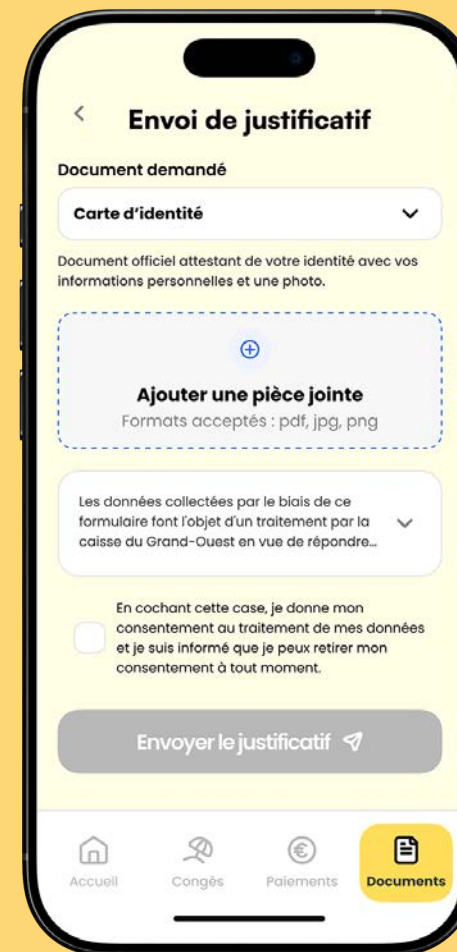 Envoi de justificatif
Document demandé
Carte d'identité
Document officiel attestant de votre identité avec vos
informations personnelles et une photo.
Ajouter une pièce jointe
Formats acceptés : pdf, jpg, png
Les données collectées par le biais de ce
formulaire font l'objet d'un traitement par la
caisse du Grand-Ouest en vue de répondre...
En cochant cette case, je donne mon
consentement au traitement de mes données
et je suis informé que je peux retirer mon
consentement à tout moment.
Envoyer le justificatif
Accueil Congés Paiements Documents